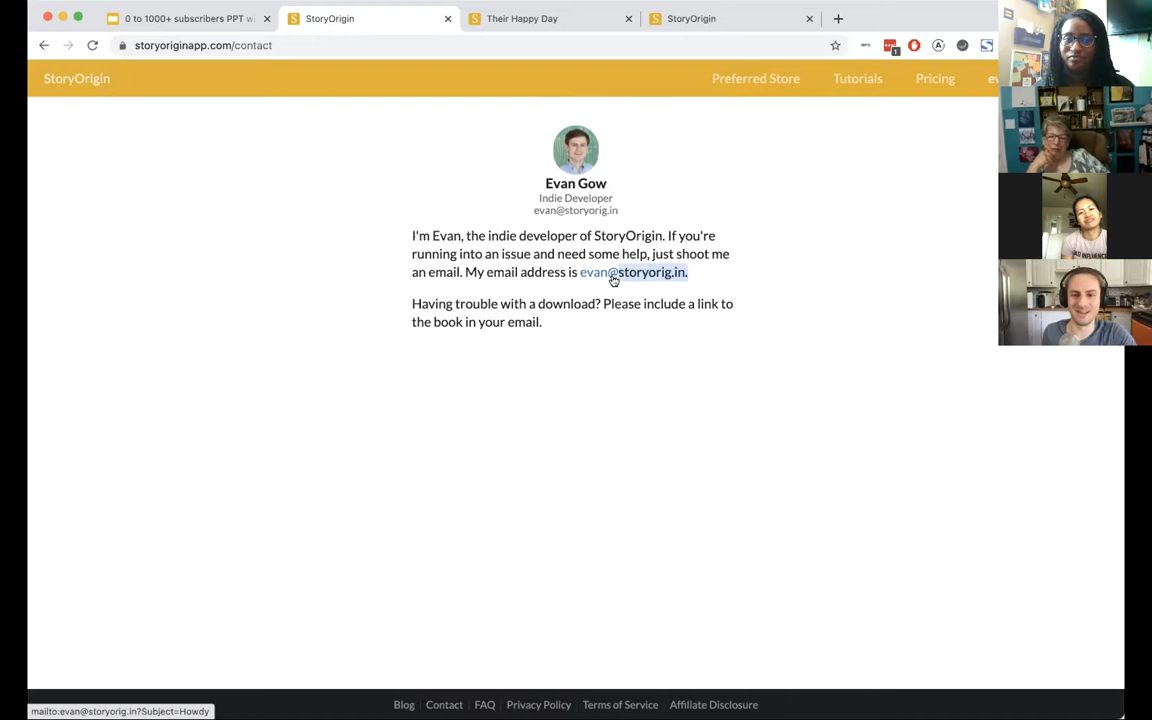 0 to 1000+ subscribers PPT w
StoryOrigin
Their Happy Day
StoryOrigin
storyoriginapp.com/contact
StoryOrigin
Preferred Store
Tutorials
Pricing
ev
Evan Gow
Indie Developer
evan@storyorig.in
I'm Evan, the indie developer of StoryOrigin. If you're
running into an issue and need some help, just shoot me
an email. My email address is evan@storyorig.in.
Having trouble with a download? Please include a link to
the book in your email.
Blog Contact FAQ Privacy Policy Terms of Service Affiliate Disclosure
mailto:evan@storyorig.in?Subject=Howdy